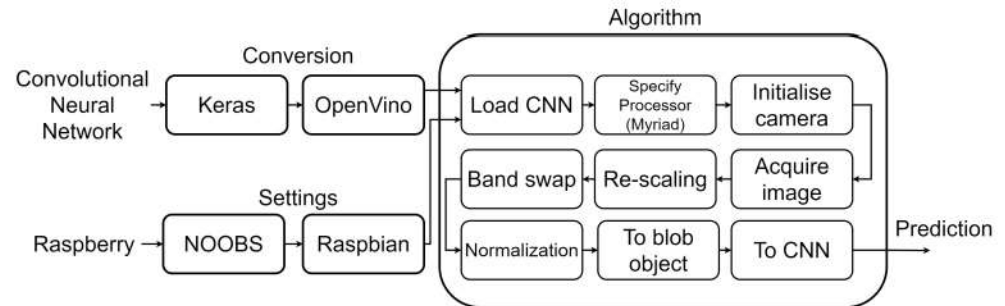 Algorithm
Conversion
Convolutional
Neural
Network
Keras
OpenVino
Load CNN
Specify
Processor
(Myriad)
Initialise
camera
Band swap
Re-scaling
Acquire
image
Settings
Raspberry
NOOBS
Raspbian
Normalization
To blob
object
To CNN
Prediction